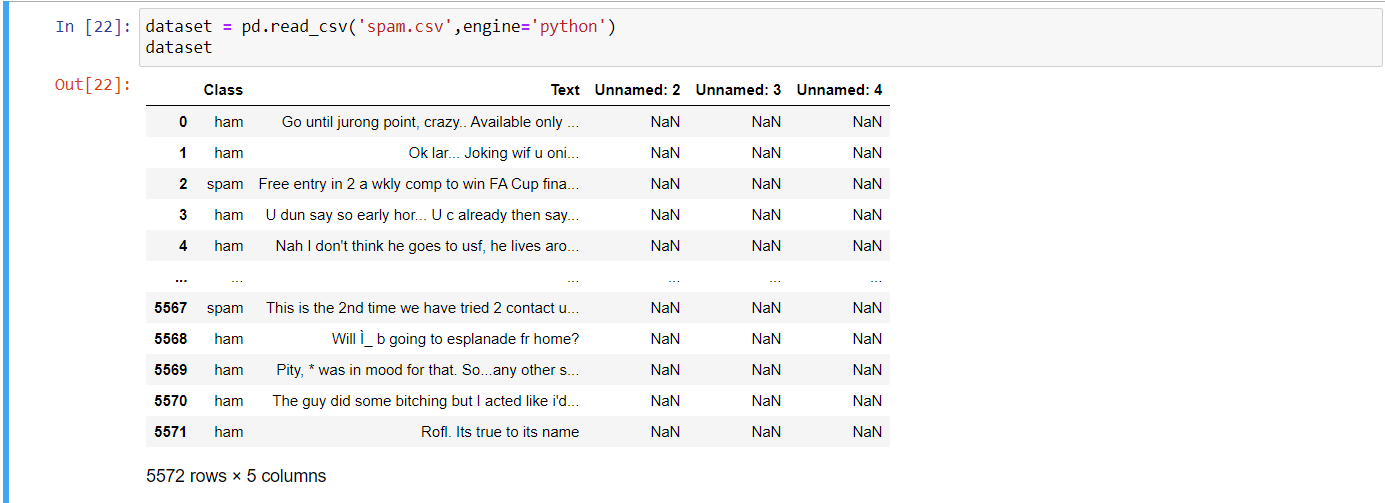 In [22]: dataset = pd.read_csv('spam.csv',engine='python')
dataset
Out[22]:
Class Text Unnamed: 2 Unnamed: 3 Unnamed: 4
0 ham Go until jurong point, crazy.. Available only ... NaN NaN NaN
1 ham Ok lar... Joking wif u oni... NaN NaN NaN
2 spam Free entry in 2 a wkly comp to win FA Cup fina... NaN NaN NaN
3 ham U dun say so early hor... U c already then say... NaN NaN NaN
4 ham Nah I don't think he goes to usf, he lives aro... NaN NaN NaN
... ... ... ... ... ...
5567 spam This is the 2nd time we have tried 2 contact u... NaN NaN NaN
5568 ham Will Ì_ b going to esplanade fr home? NaN NaN NaN
5569 ham Pity, * was in mood for that. So...any other s... NaN NaN NaN
5570 ham The guy did some bitching but I acted like i'd... NaN NaN NaN
5571 ham Rofl. Its true to its name NaN NaN NaN
5572 rows × 5 columns